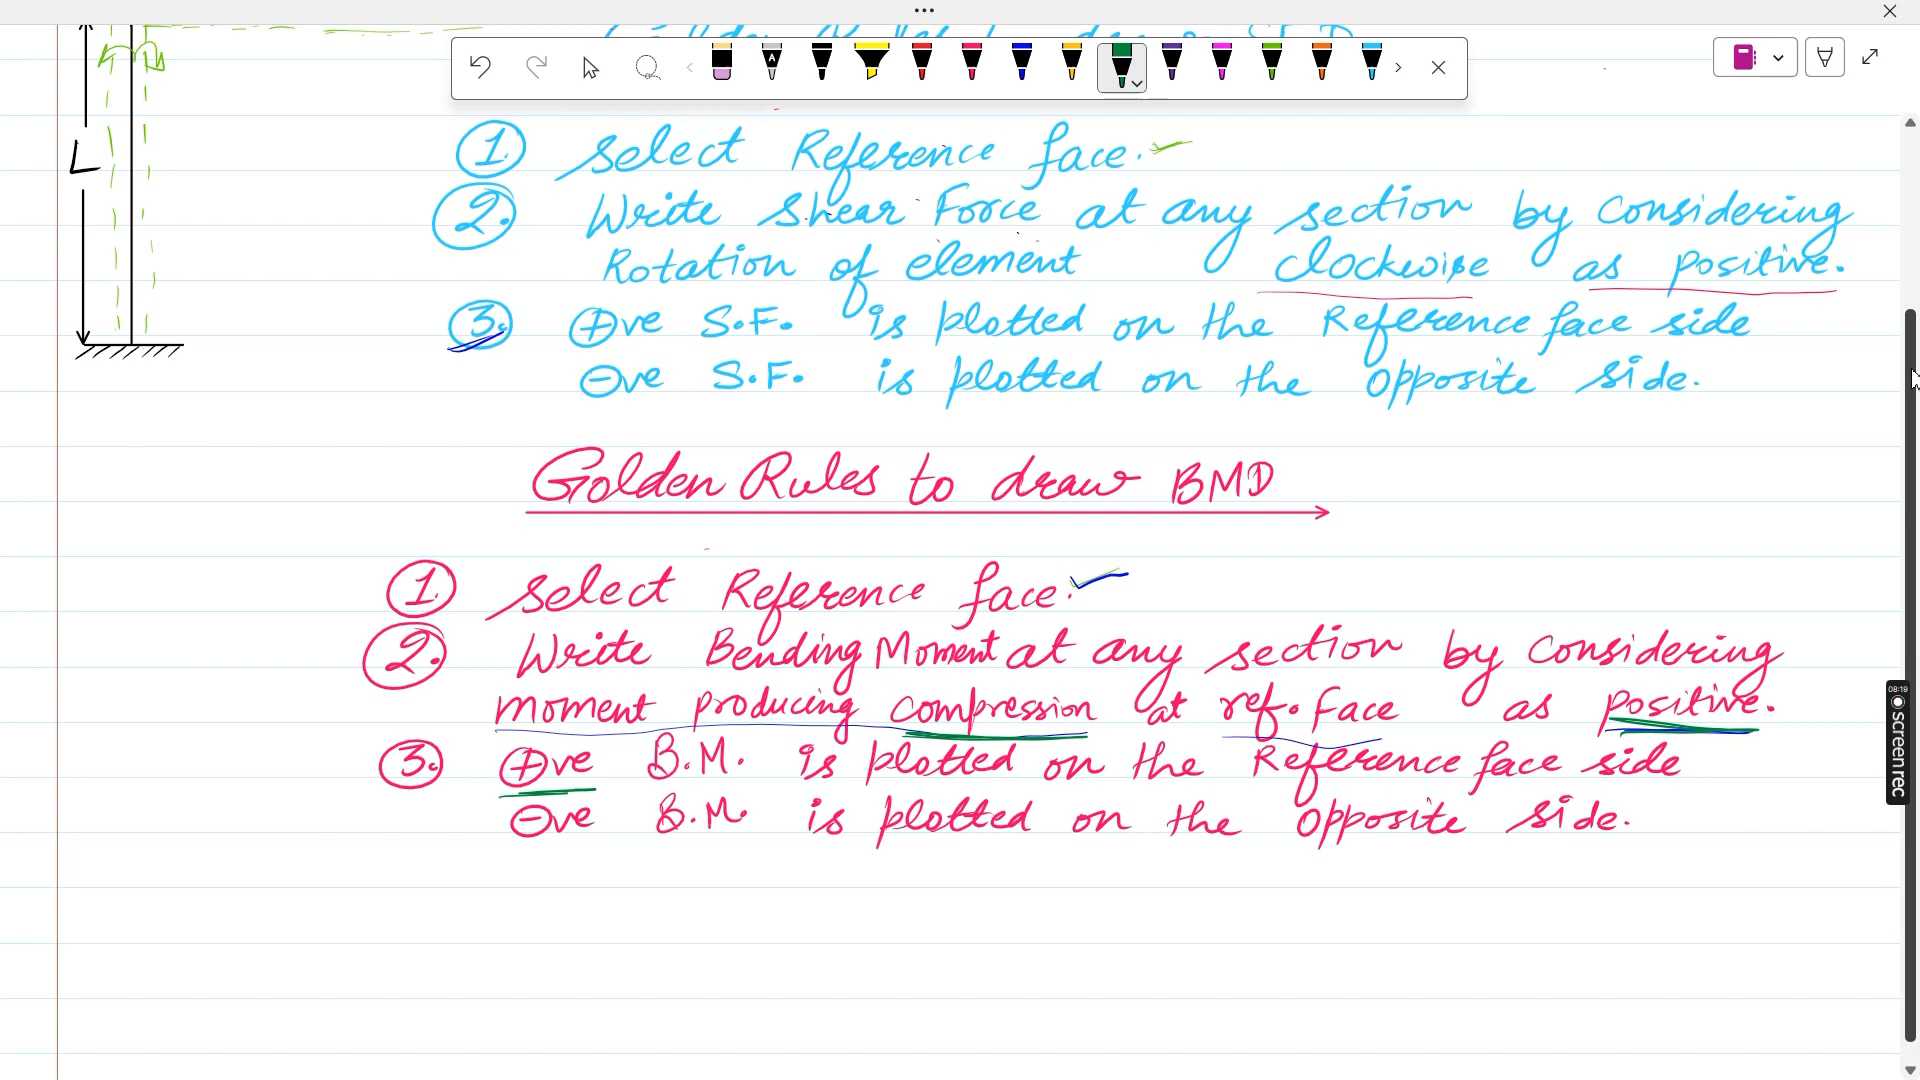 L
1. Select Reference face.
2. Write Shear Force at any section by Considering
Rotation of element clockwise as positive.
3. +ve S.F. is plotted on the Reference face side
-ve S.F. is plotted on the opposite side.
Golden Rules to draw BMD
1. Select Reference face.
2. Write Bending Moment at any section by Considering
moment producing compression at ref. face as positive.
3. +ve B.M. is plotted on the Reference face side
-ve B.M. is plotted on the opposite side.
A
08:19
screenrec